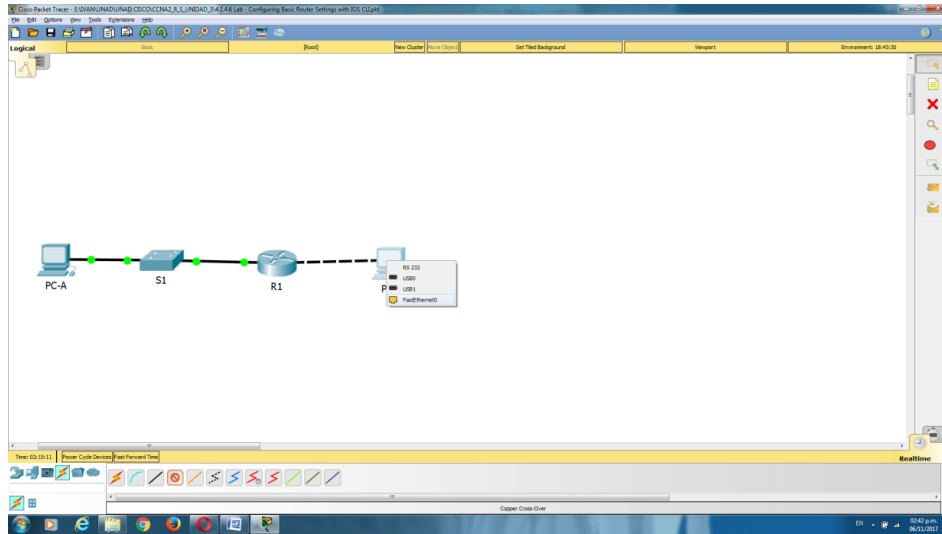 Cisco Packet Tracer - E:\IVAN\UNAD\UNAD CISCO\CCNA2_R_S_UNIDAD_3\4.1.4.6 Lab - Configuring Basic Router Settings with IOS CLI.pkt
File Edit Options View Tools Extensions Help
Logical Back [Root] New Cluster Move Object Set Tiled Background Viewport Environment: 18:43:30
RS 232
USB0
USB1
FastEthernet0
PC-A
S1
R1
P
Time: 02:15:11 Power Cycle Devices Fast Forward Time
Realtime
Copper Cross-Over
EN
02:42 p.m.
06/11/2017